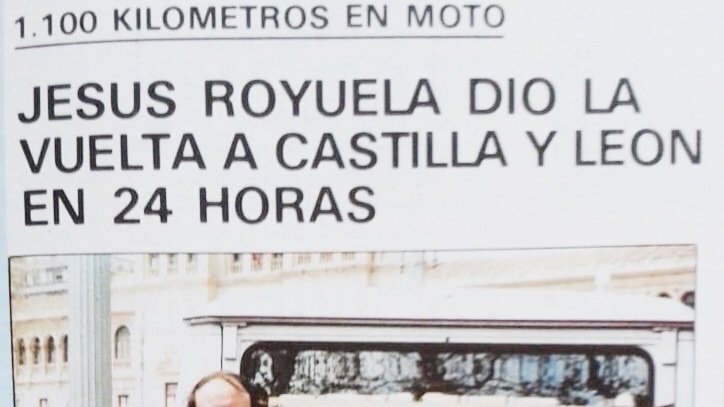 1.100 KILOMETROS EN MOTO
JESUS ROYUELA DIO LA
VUELTA A CASTILLA Y LEON
EN 24 HORAS